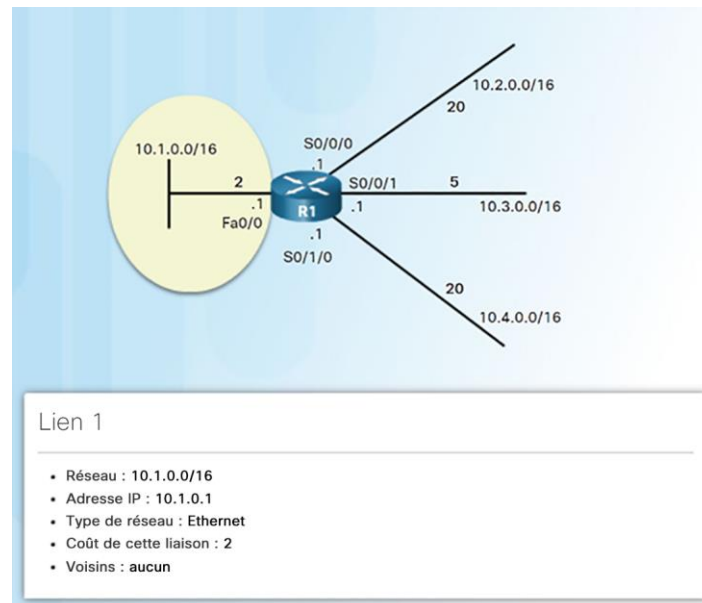 10.2.0.0/16
20
10.1.0.0/16
S0/0/0
.1
2
S0/0/1
5
.1
R1
.1
10.3.0.0/16
Fa0/0
.1
S0/1/0
20
10.4.0.0/16
Lien 1
• Réseau : 10.1.0.0/16
• Adresse IP : 10.1.0.1
• Type de réseau : Ethernet
• Coût de cette liaison : 2
• Voisins : aucun